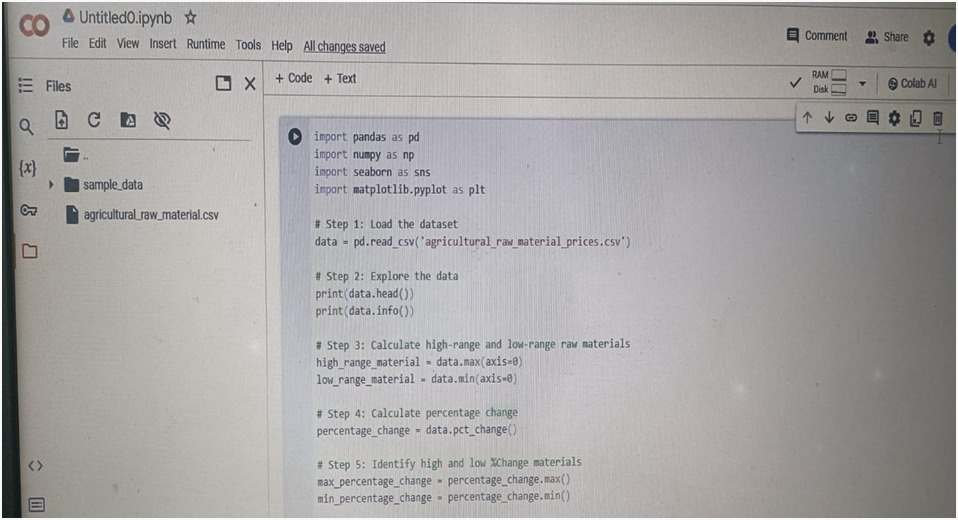 CO Untitled0.ipynb
File Edit View Insert Runtime Tools Help All changes saved
Comment Share
Files
+ Code + Text
RAM
Disk
Colab AI
..
{x}
sample_data
agricultural_raw_material.csv
<>
import pandas as pd
import numpy as np
import seaborn as sns
import matplotlib.pyplot as plt
# Step 1: Load the dataset
data = pd.read_csv('agricultural_raw_material_prices.csv')
# Step 2: Explore the data
print(data.head())
print(data.info())
# Step 3: Calculate high-range and low-range raw materials
high_range_material = data.max(axis=0)
low_range_material = data.min(axis=0)
# Step 4: Calculate percentage change
percentage_change = data.pct_change()
# Step 5: Identify high and low %Change materials
max_percentage_change = percentage_change.max()
min_percentage_change = percentage_change.min()